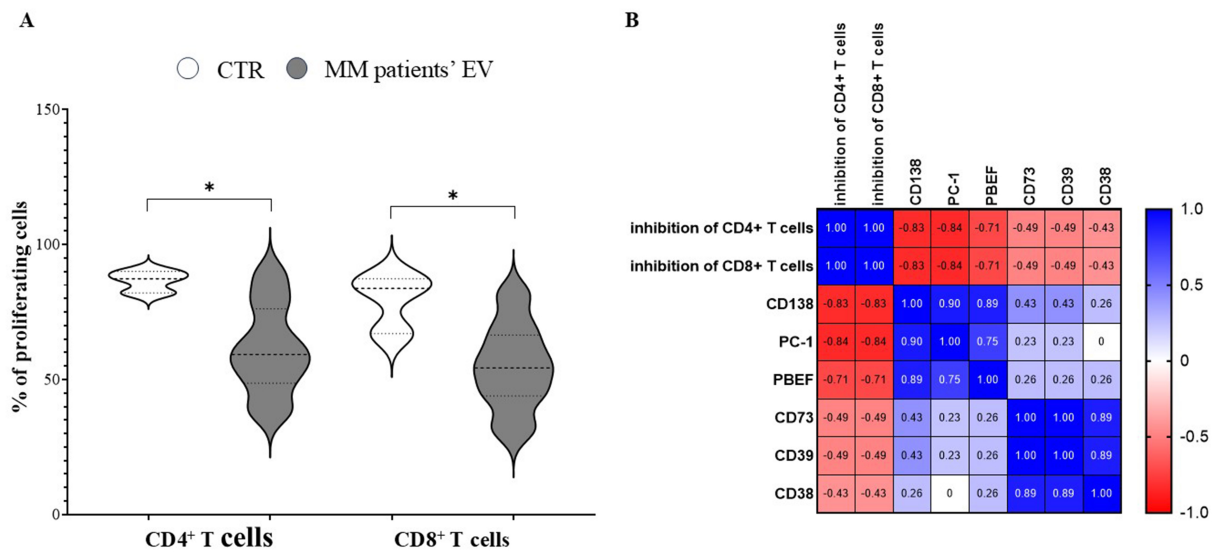 A
CTR MM patients' EV
150
100
50
0
% of proliferating cells
*
*
CD4+ T cells CD8+ T cells
B
inhibition of CD4+ T cells
inhibition of CD8+ T cells
CD138
PC-1
PBEF
CD73
CD39
CD38
inhibition of CD4+ T cells 1.00 1.00 -0.83 -0.84 -0.71 -0.49 -0.49 -0.43
inhibition of CD8+ T cells 1.00 1.00 -0.83 -0.84 -0.71 -0.49 -0.49 -0.43
CD138 -0.83 -0.83 1.00 0.90 0.89 0.43 0.43 0.26
PC-1 -0.84 -0.84 0.90 1.00 0.75 0.23 0.23 0
PBEF -0.71 -0.71 0.89 0.75 1.00 0.26 0.26 0.26
CD73 -0.49 -0.49 0.43 0.23 0.26 1.00 1.00 0.89
CD39 -0.49 -0.49 0.43 0.23 0.26 1.00 1.00 0.89
CD38 -0.43 -0.43 0.26 0 0.26 0.89 0.89 1.00
1.0
0.5
0
-0.5
-1.0